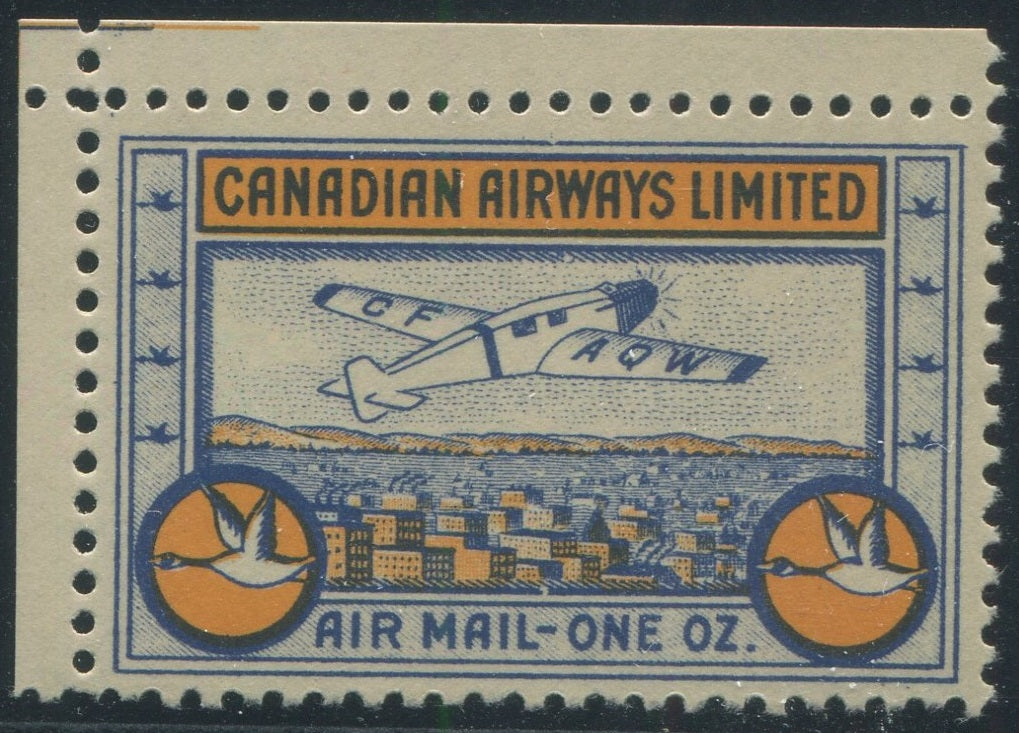 CANADIAN AIRWAYS LIMITED
CF
AQW
AIR MAIL-ONE OZ.